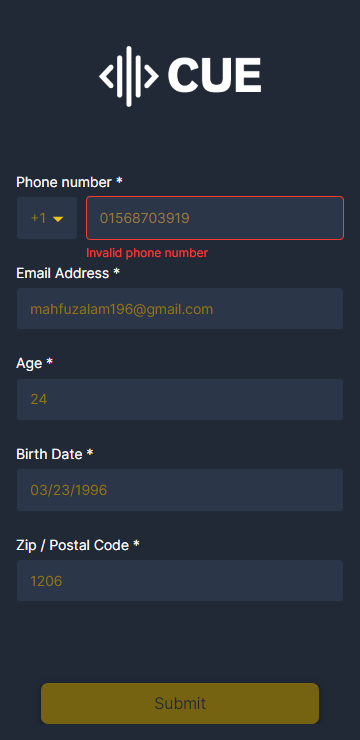 CUE
Phone number *
+1 01568703919
Invalid phone number
Email Address *
mahfuzalam196@gmail.com
Age *
24
Birth Date *
03/23/1996
Zip / Postal Code *
1206
Submit